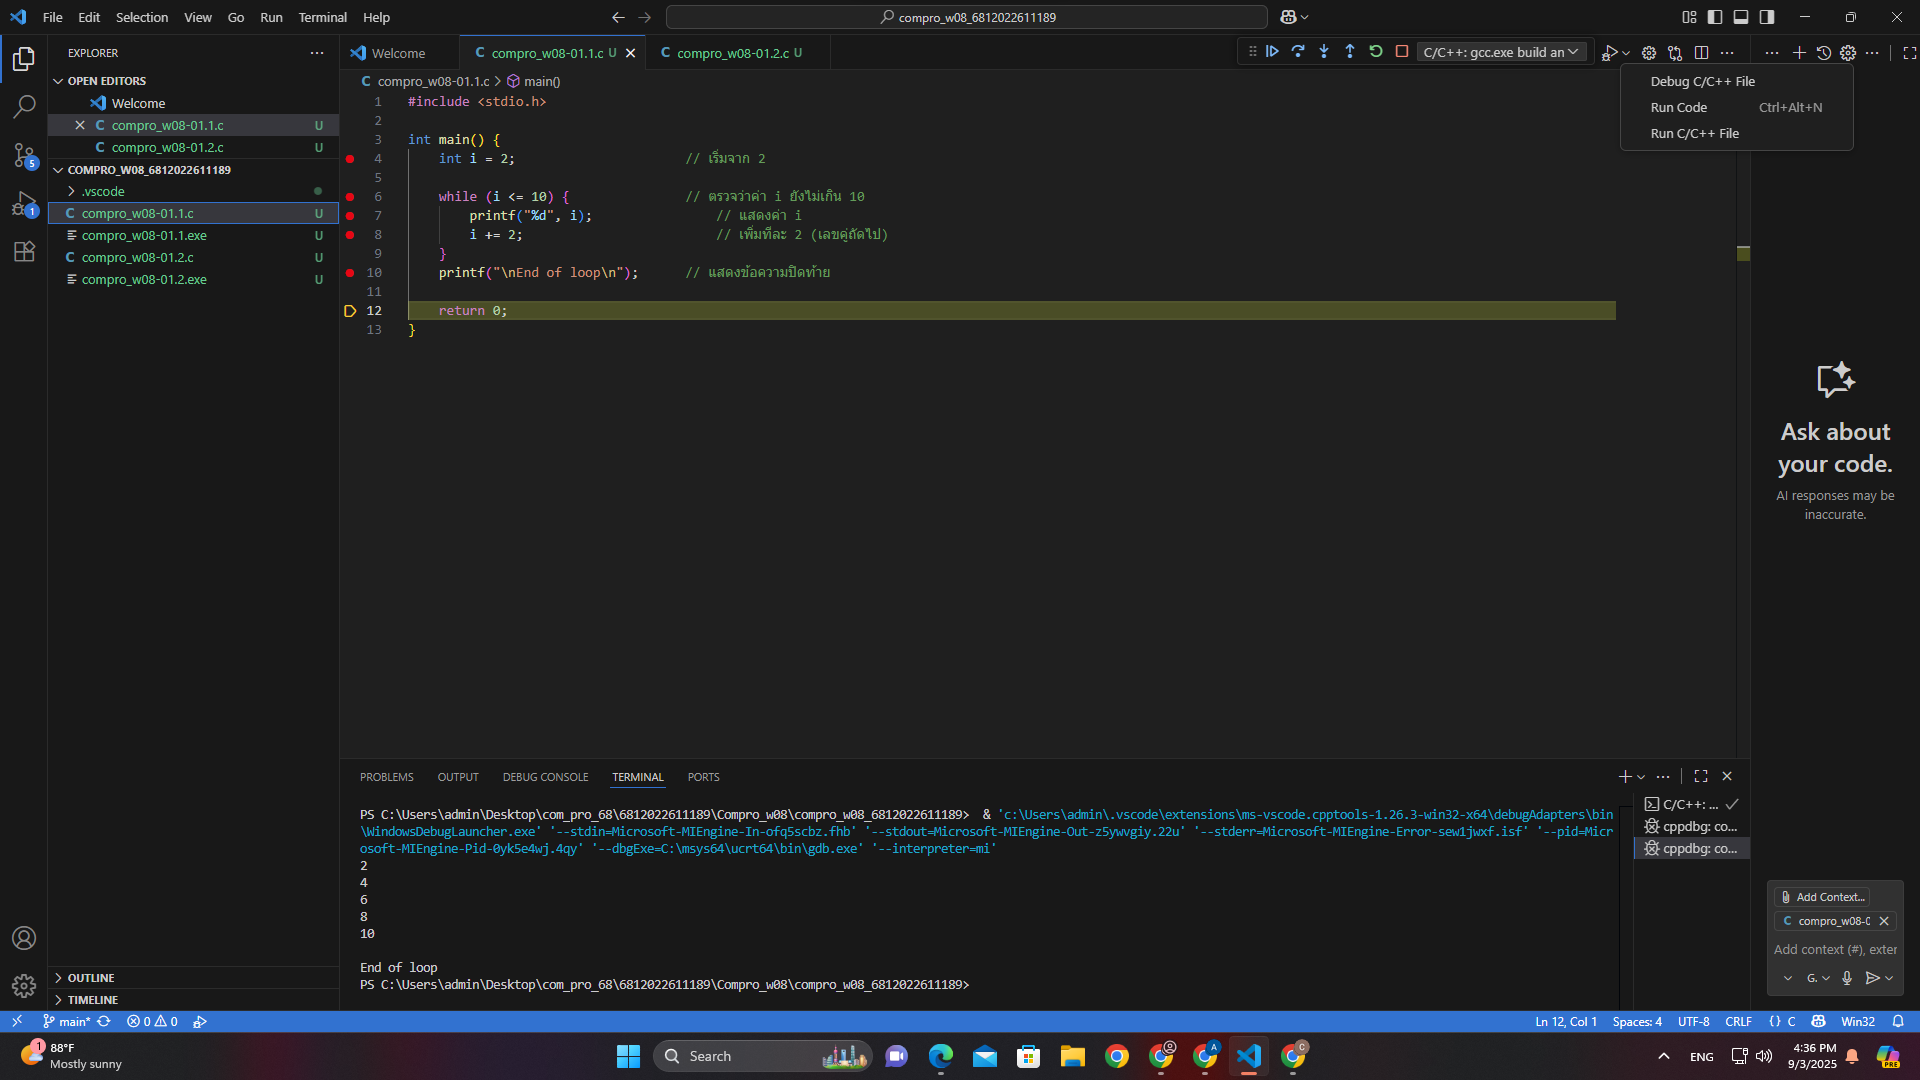 File Edit Selection View Go Run Terminal Help
compro_w08_6812022611189
EXPLORER
OPEN EDITORS
Welcome
compro_w08-01.1.c U
compro_w08-01.2.c U
COMPRO_W08_6812022611189
.vscode
compro_w08-01.1.c U
compro_w08-01.1.exe U
compro_w08-01.2.c U
compro_w08-01.2.exe U
OUTLINE
TIMELINE
5
1
Welcome
C compro_w08-01.1.c U
C compro_w08-01.2.c U
C/C++: gcc.exe build an
Debug C/C++ File
Run Code Ctrl+Alt+N
Run C/C++ File
C compro_w08-01.1.c > main()
1 #include <stdio.h>
2
3 int main() {
4 int i = 2; // เริ่มจาก 2
5
6 while (i <= 10) { // ตรวจว่าค่า i ยังไม่เกิน 10
7 printf("%d", i); // แสดงค่า i
8 i += 2; // เพิ่มทีละ 2 (เลขคู่ถัดไป)
9 }
10 printf("\nEnd of loop\n"); // แสดงข้อความปิดท้าย
11
12 return 0;
13 }
PROBLEMS OUTPUT DEBUG CONSOLE TERMINAL PORTS
PS C:\Users\admin\Desktop\com_pro_68\6812022611189\Compro_w08\compro_w08_6812022611189> & 'c:\Users\admin\.vscode\extensions\ms-vscode.cpptools-1.26.3-win32-x64\debugAdapters\bin
\WindowsDebugLauncher.exe' '--stdin=Microsoft-MIEngine-In-ofq5scbz.fhb' '--stdout=Microsoft-MIEngine-Out-z5ywvgiy.22u' '--stderr=Microsoft-MIEngine-Error-sew1jwxf.isf' '--pid=Micr
osoft-MIEngine-Pid-0yk5e4wj.4qy' '--dbgExe=C:\msys64\ucrt64\bin\gdb.exe' '--interpreter=mi'
2
4
6
8
10
End of loop
PS C:\Users\admin\Desktop\com_pro_68\6812022611189\Compro_w08\compro_w08_6812022611189>
C/C++: ...
cppdbg: co...
cppdbg: co...
Ask about
your code.
AI responses may be
inaccurate.
Add Context...
C compro_w08-0
Add context (#), exter
G.
main* 0 0
Ln 12, Col 1 Spaces: 4 UTF-8 CRLF {} C Win32
1
88°F
Mostly sunny
Search
A
C
ENG
4:36 PM
9/3/2025
PRE